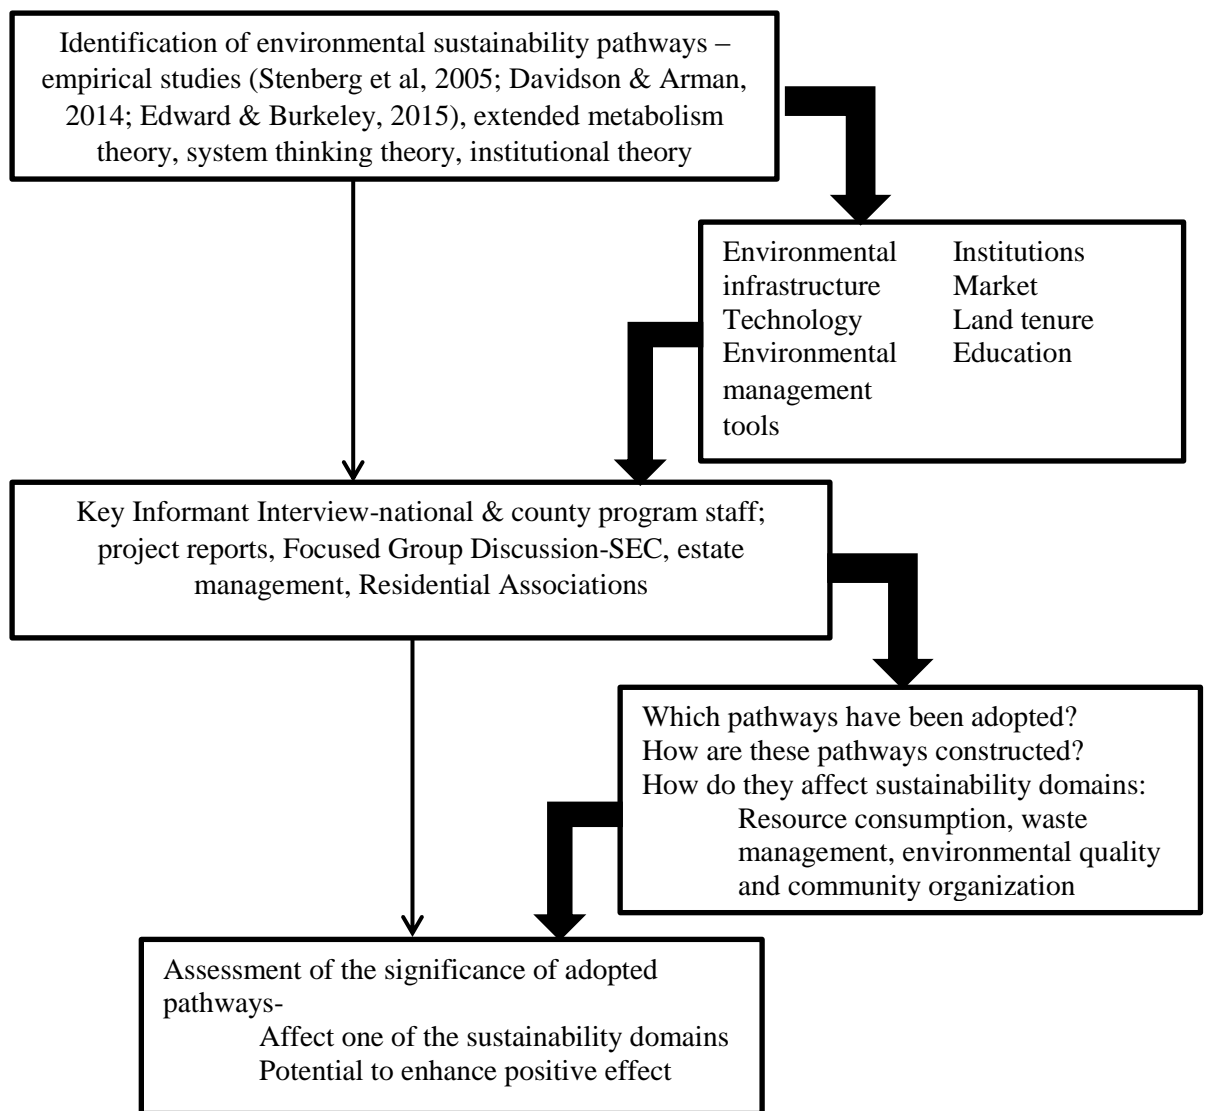 Identification of environmental sustainability pathways –
empirical studies (Stenberg et al, 2005; Davidson & Arman,
2014; Edward & Burkeley, 2015), extended metabolism
theory, system thinking theory, institutional theory
Environmental
infrastructure
Technology
Environmental
management
tools
Institutions
Market
Land tenure
Education
Key Informant Interview-national & county program staff;
project reports, Focused Group Discussion-SEC, estate
management, Residential Associations
Which pathways have been adopted?
How are these pathways constructed?
How do they affect sustainability domains:
Resource consumption, waste
management, environmental quality
and community organization
Assessment of the significance of adopted
pathways-
Affect one of the sustainability domains
Potential to enhance positive effect